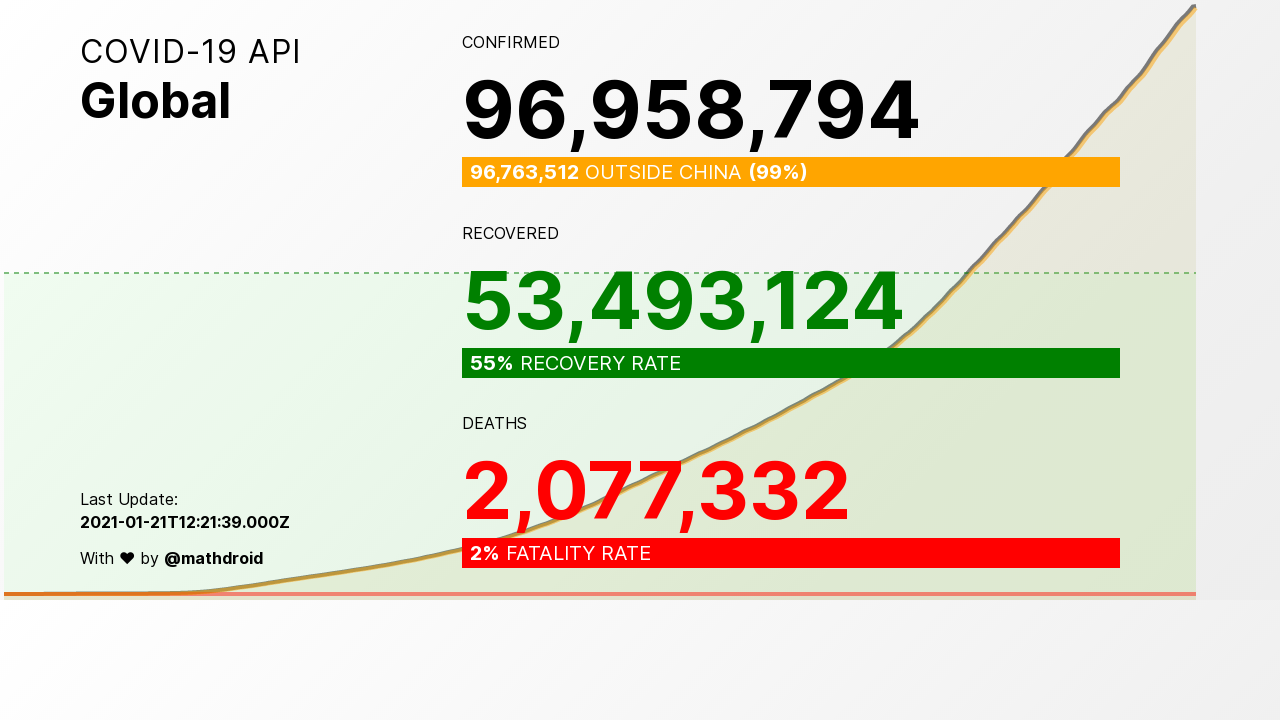 COVID-19 API
Global
CONFIRMED
96,958,794
96,763,512 OUTSIDE CHINA (99%)
RECOVERED
53,493,124
55% RECOVERY RATE
DEATHS
2,077,332
2% FATALITY RATE
Last Update:
2021-01-21T12:21:39.000Z
With ♥ by @mathdroid